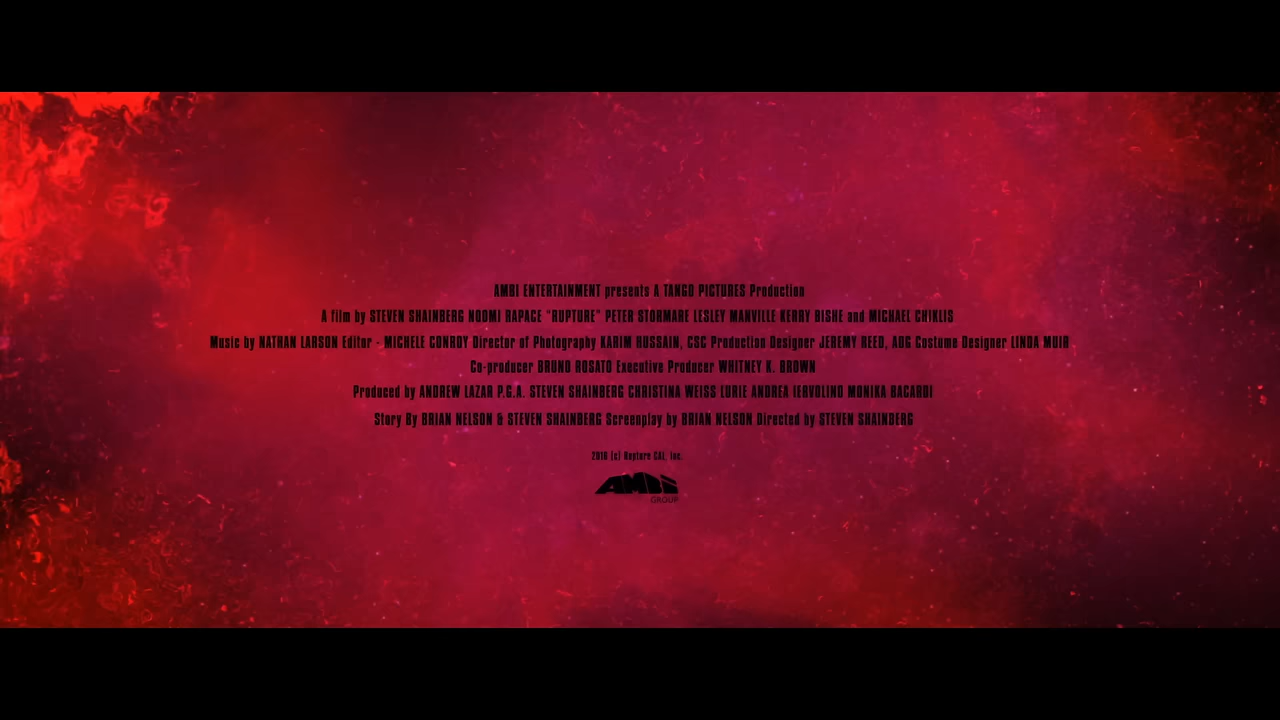 AMBI ENTERTAINMENT presents A TANGO PICTURES Production
A film by STEVEN SHAINBERG NOOMI RAPACE "RUPTURE" PETER STORMARE LESLEY MANVILLE KERRY BISHE and MICHAEL CHIKLIS
Music by NATHAN LARSON Editor - MICHELE CONROY Director of Photography KARIM HUSSAIN, CSC Production Designer JEREMY REED, ADG Costume Designer LINDA MUIR
Co-producer BRUNO ROSATO Executive Producer WHITNEY K. BROWN
Produced by ANDREW LAZAR P.G.A. STEVEN SHAINBERG CHRISTINA WEISS LURIE ANDREA IERVOLINO MONIKA BACARDI
Story By BRIAN NELSON & STEVEN SHAINBERG Screenplay by BRIAN NELSON Directed by STEVEN SHAINBERG
2016 (c) Rupture CAL, Inc.
AMBI
GROUP